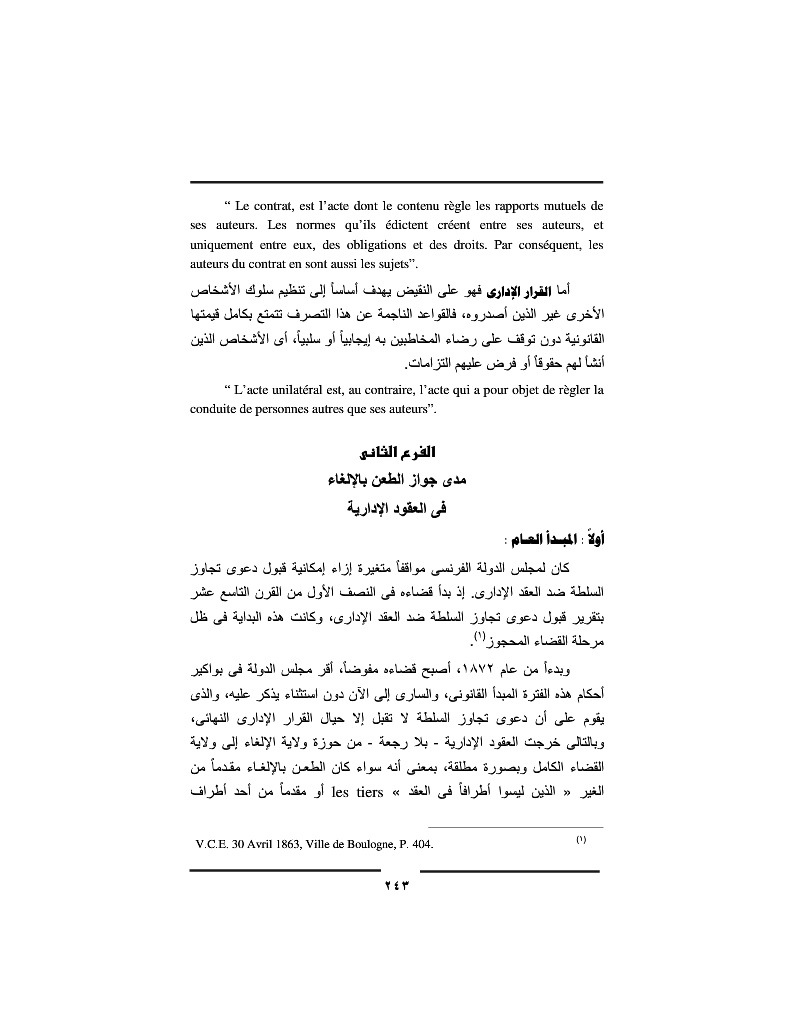 “ Le contrat, est l’acte dont le contenu règle les rapports mutuels de
ses auteurs. Les normes qu’ils édictent créent entre ses auteurs, et
uniquement entre eux, des obligations et des droits. Par conséquent, les
auteurs du contrat en sont aussi les sujets”.
أما القرار الإدارى فهو على النقيض يهدف أساساً إلى تنظيم سلوك الأشخاص
الأخرى غير الذين أصدروه، فالقواعد الناجمة عن هذا التصرف تتمتع بكامل قيمتها
القانونية دون توقف على رضاء المخاطبين به إيجابياً أو سلبياً، أى الأشخاص الذين
أنشأ لهم حقوقاً أو فرض عليهم التزامات.
“ L’acte unilatéral est, au contraire, l’acte qui a pour objet de règler la
conduite de personnes autres que ses auteurs”.
الفرع الثانى
مدى جواز الطعن بالإلغاء
فى العقود الإدارية
أولاً : المبــدأ العــام :
كان لمجلس الدولة الفرنسى مواقفاً متغيرة إزاء إمكانية قبول دعوى تجاوز
السلطة ضد العقد الإدارى. إذ بدأ قضاءه فى النصف الأول من القرن التاسع عشر
بتقرير قبول دعوى تجاوز السلطة ضد العقد الإدارى، وكانت هذه البداية فى ظل
مرحلة القضاء المحجوز(١).
وبدءاً من عام ١٨٧٢، أصبح قضاءه مفوضاً، أقر مجلس الدولة فى بواكير
أحكام هذه الفترة المبدأ القانونى، والسارى إلى الآن دون استثناء يذكر عليه، والذى
يقوم على أن دعوى تجاوز السلطة لا تقبل إلا حيال القرار الإدارى النهائى،
وبالتالى خرجت العقود الإدارية - بلا رجعة - من حوزة ولاية الإلغاء إلى ولاية
القضاء الكامل وبصورة مطلقة، بمعنى أنه سواء كان الطعـن بالإلغـاء مقـدماً من
الغير « الذين ليسوا أطرافاً فى العقد » les tiers أو مقدماً من أحد أطراف
(١) V.C.E. 30 Avril 1863, Ville de Boulogne, P. 404.
٢٤٣